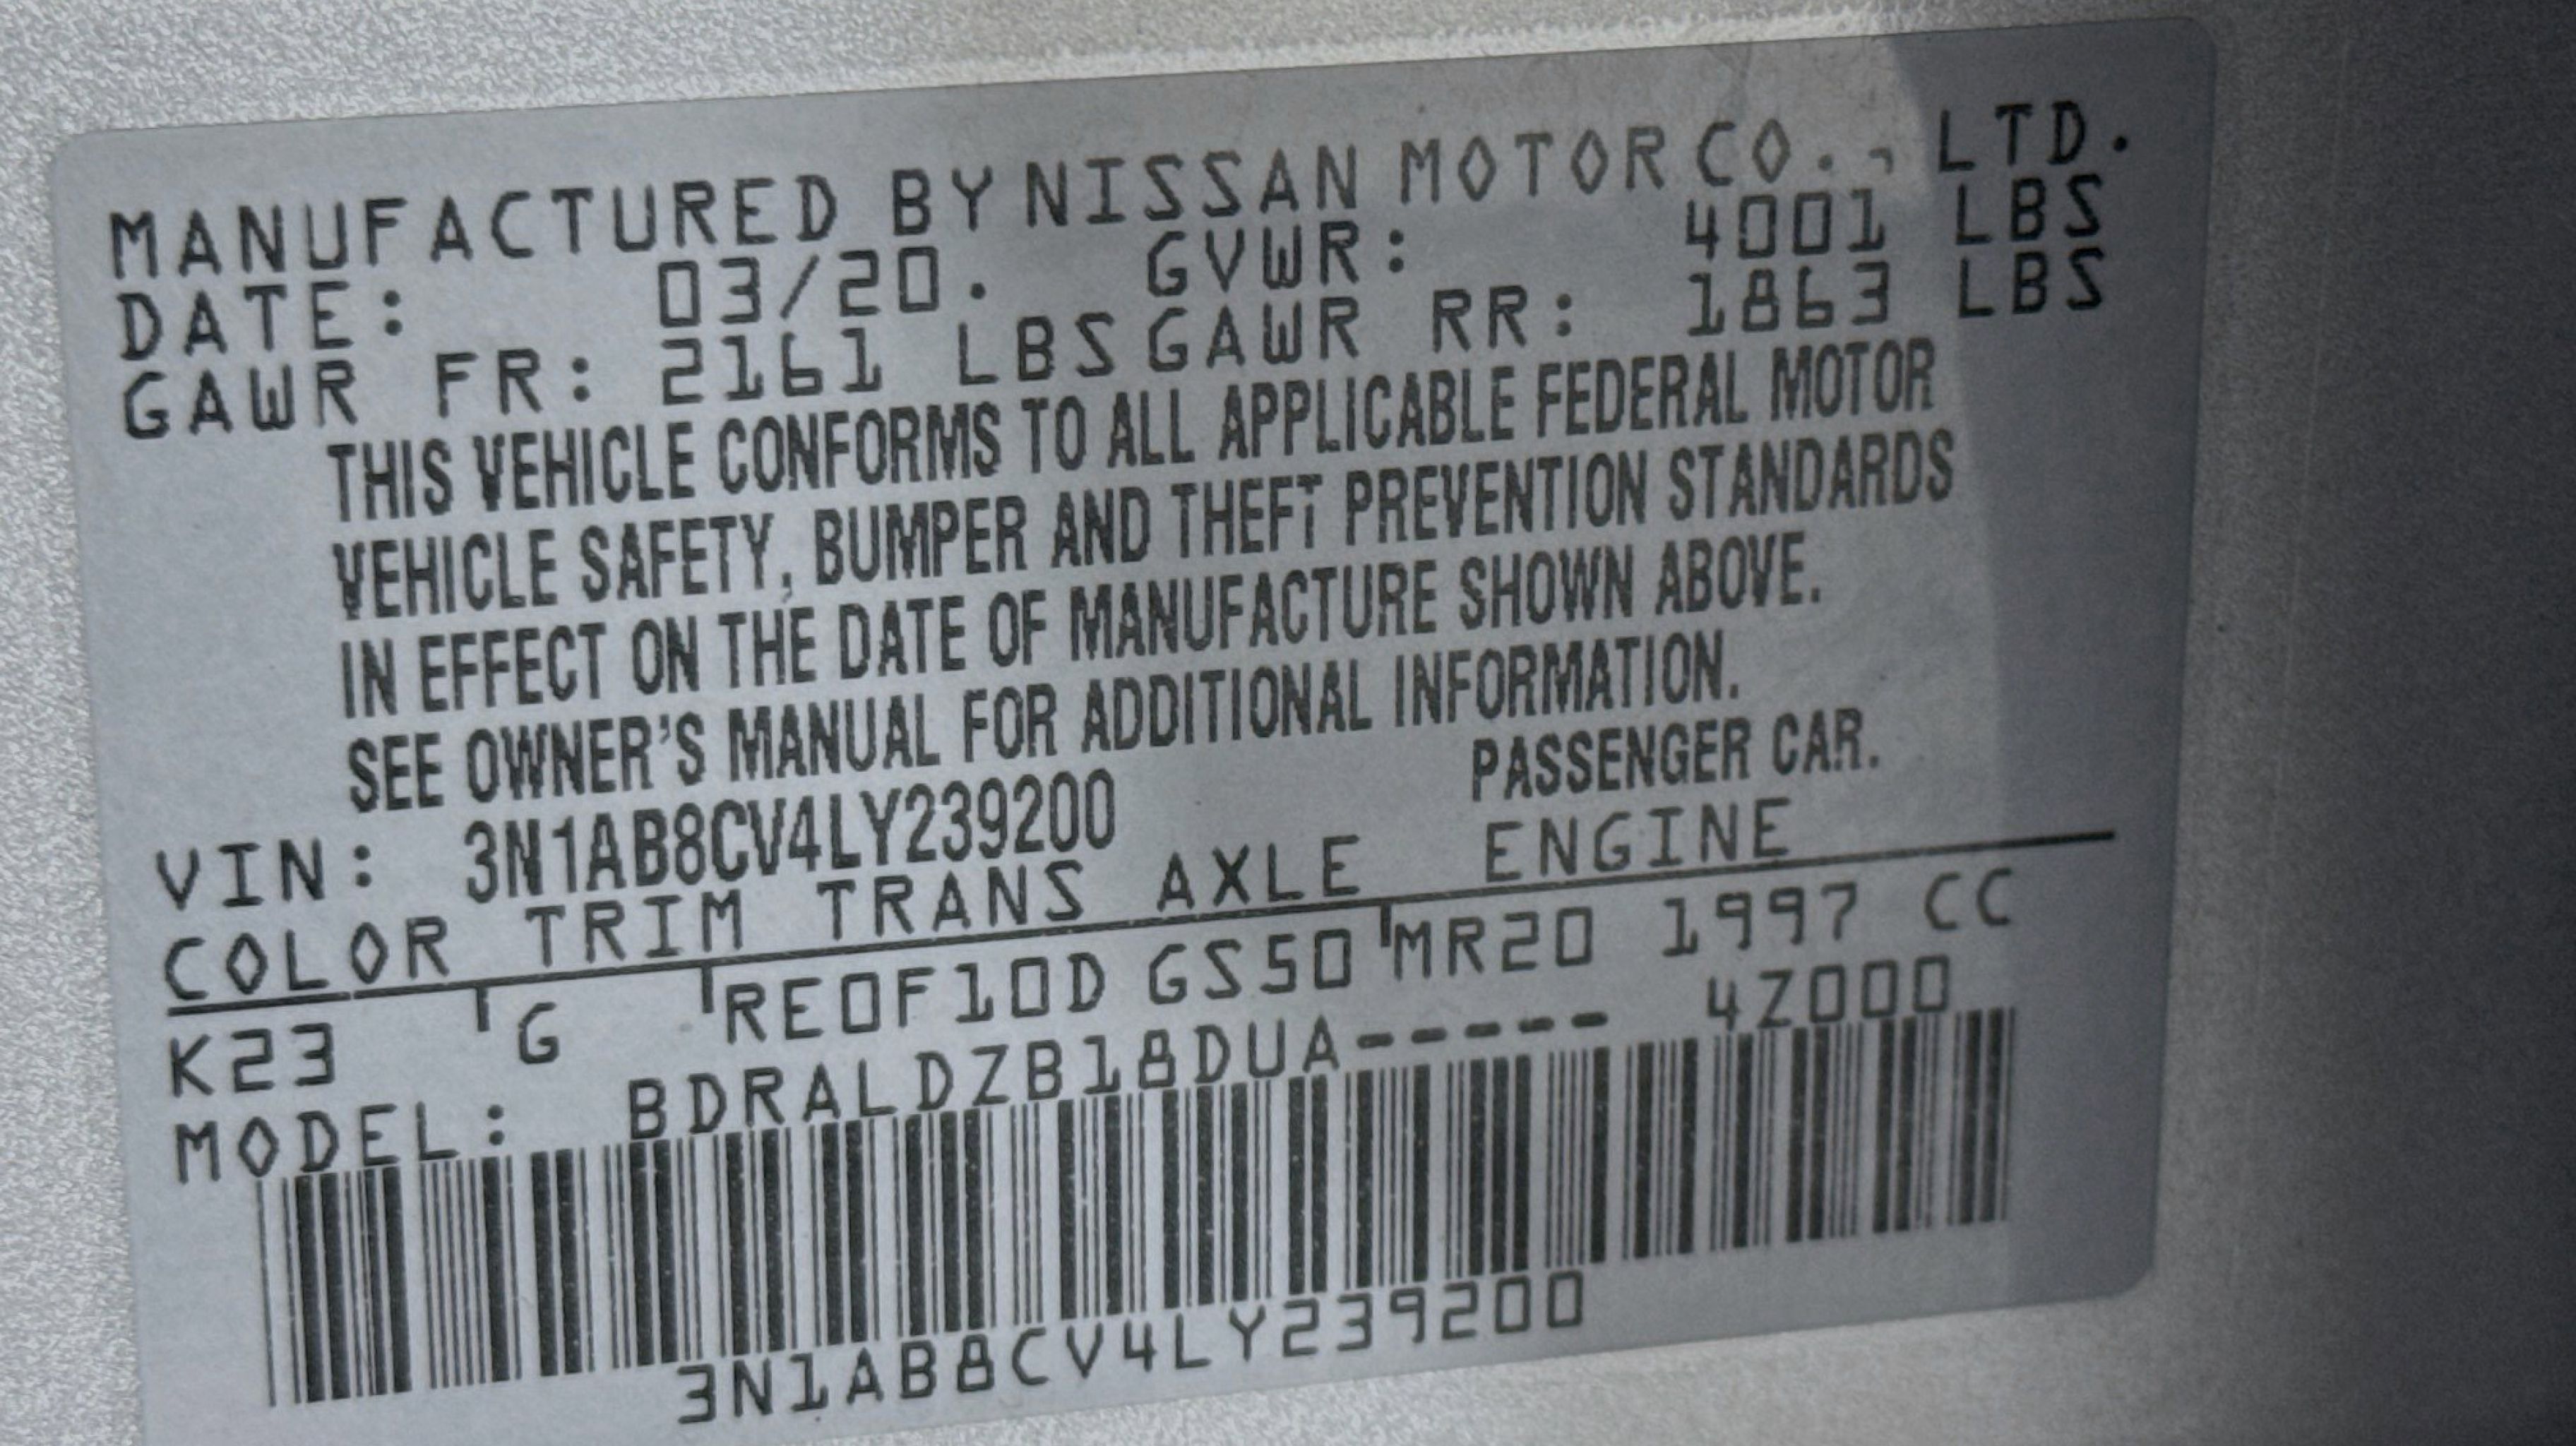 MANUFACTURED BY NISSAN MOTOR CO., LTD.
DATE: 03/20. GVWR: 4001 LBS
GAWR FR: 2161 LBS GAWR RR: 1863 LBS
THIS VEHICLE CONFORMS TO ALL APPLICABLE FEDERAL MOTOR
VEHICLE SAFETY, BUMPER AND THEFT PREVENTION STANDARDS
IN EFFECT ON THE DATE OF MANUFACTURE SHOWN ABOVE.
SEE OWNER'S MANUAL FOR ADDITIONAL INFORMATION.
VIN: 3N1AB8CV4LY239200 PASSENGER CAR.
COLOR TRIM TRANS AXLE ENGINE
K23 G RE0F10D GS50 MR20 1997 CC
MODEL: BDRALDZB18DUA----- 4Z000
3N1AB8CV4LY239200